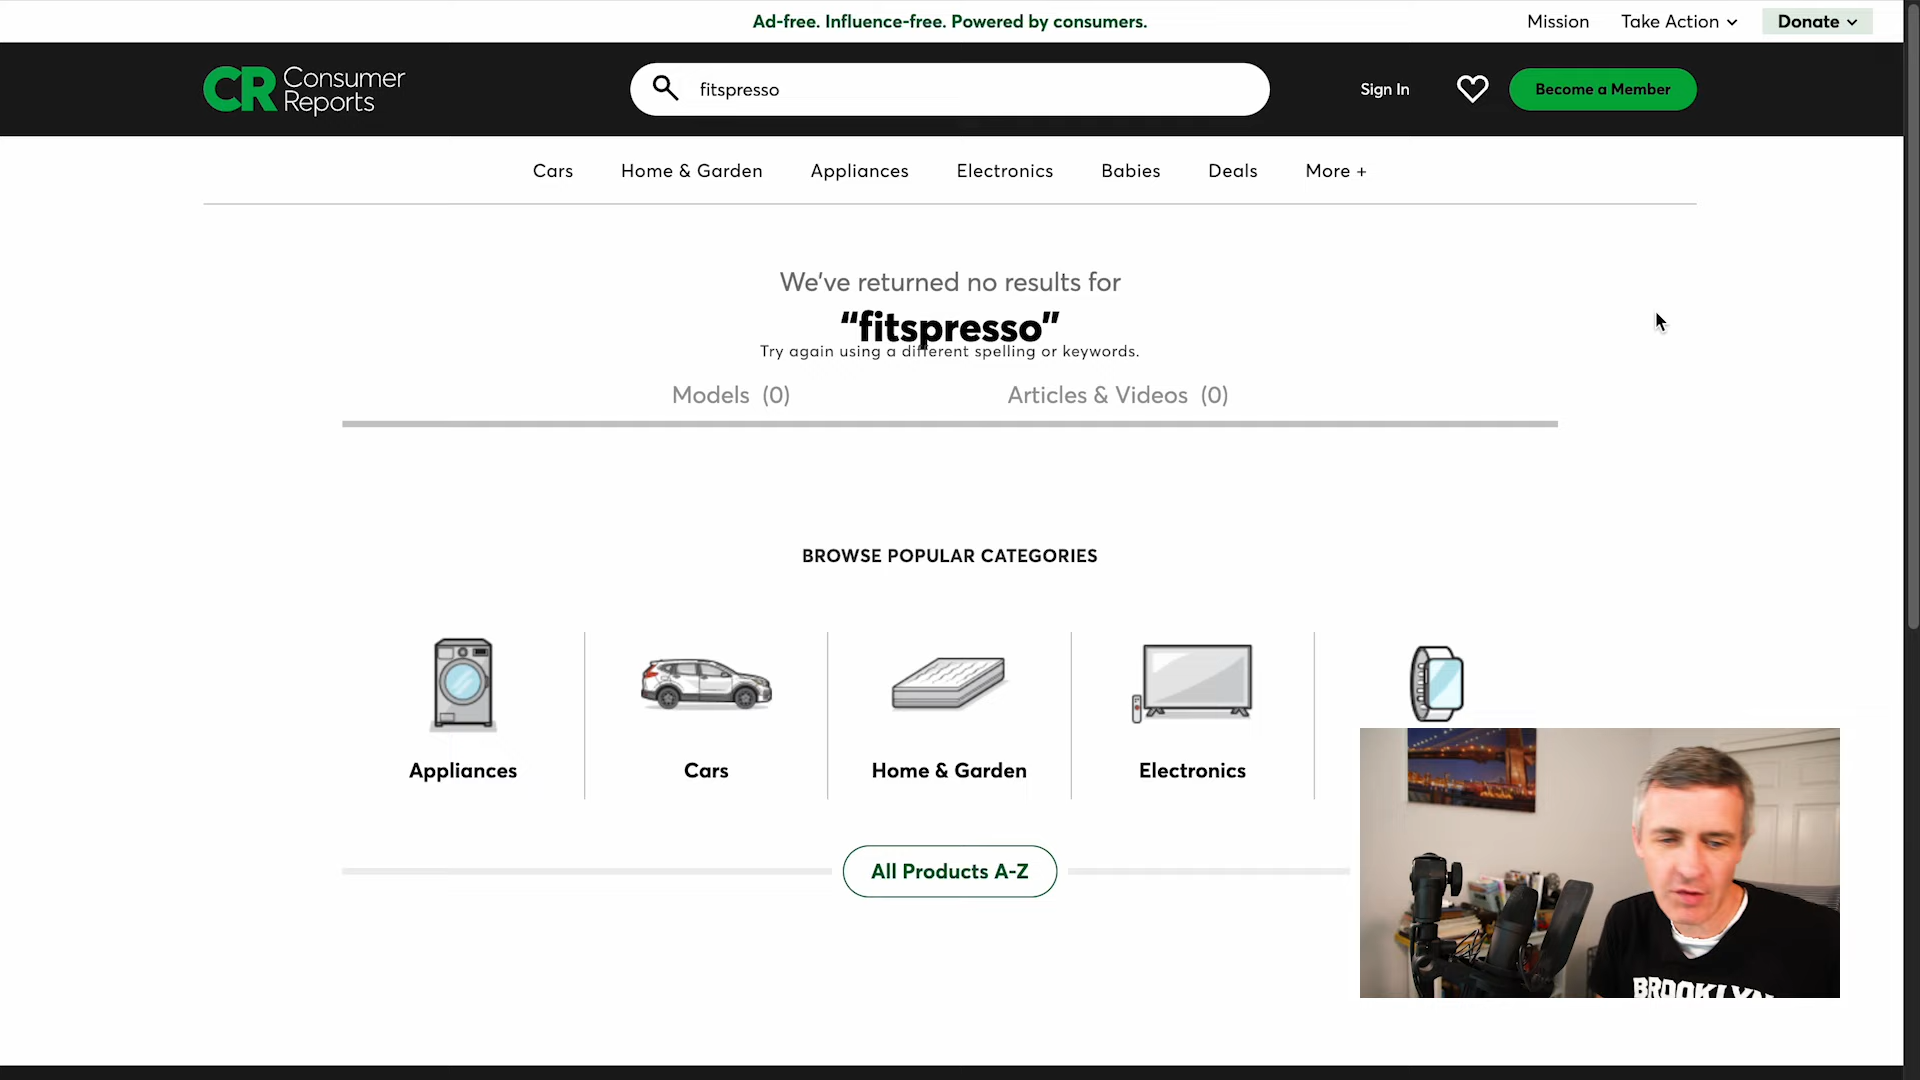 Ad-free. Influence-free. Powered by consumers.
Mission
Take Action
Donate
CR Consumer
Reports
fitspresso
Sign In
Become a Member
Cars
Home & Garden
Appliances
Electronics
Babies
Deals
More +
We've returned no results for
“fitspresso”
Try again using a different spelling or keywords.
Models (0)
Articles & Videos (0)
BROWSE POPULAR CATEGORIES
Appliances
Cars
Home & Garden
Electronics
All Products A-Z
BROOKLYN